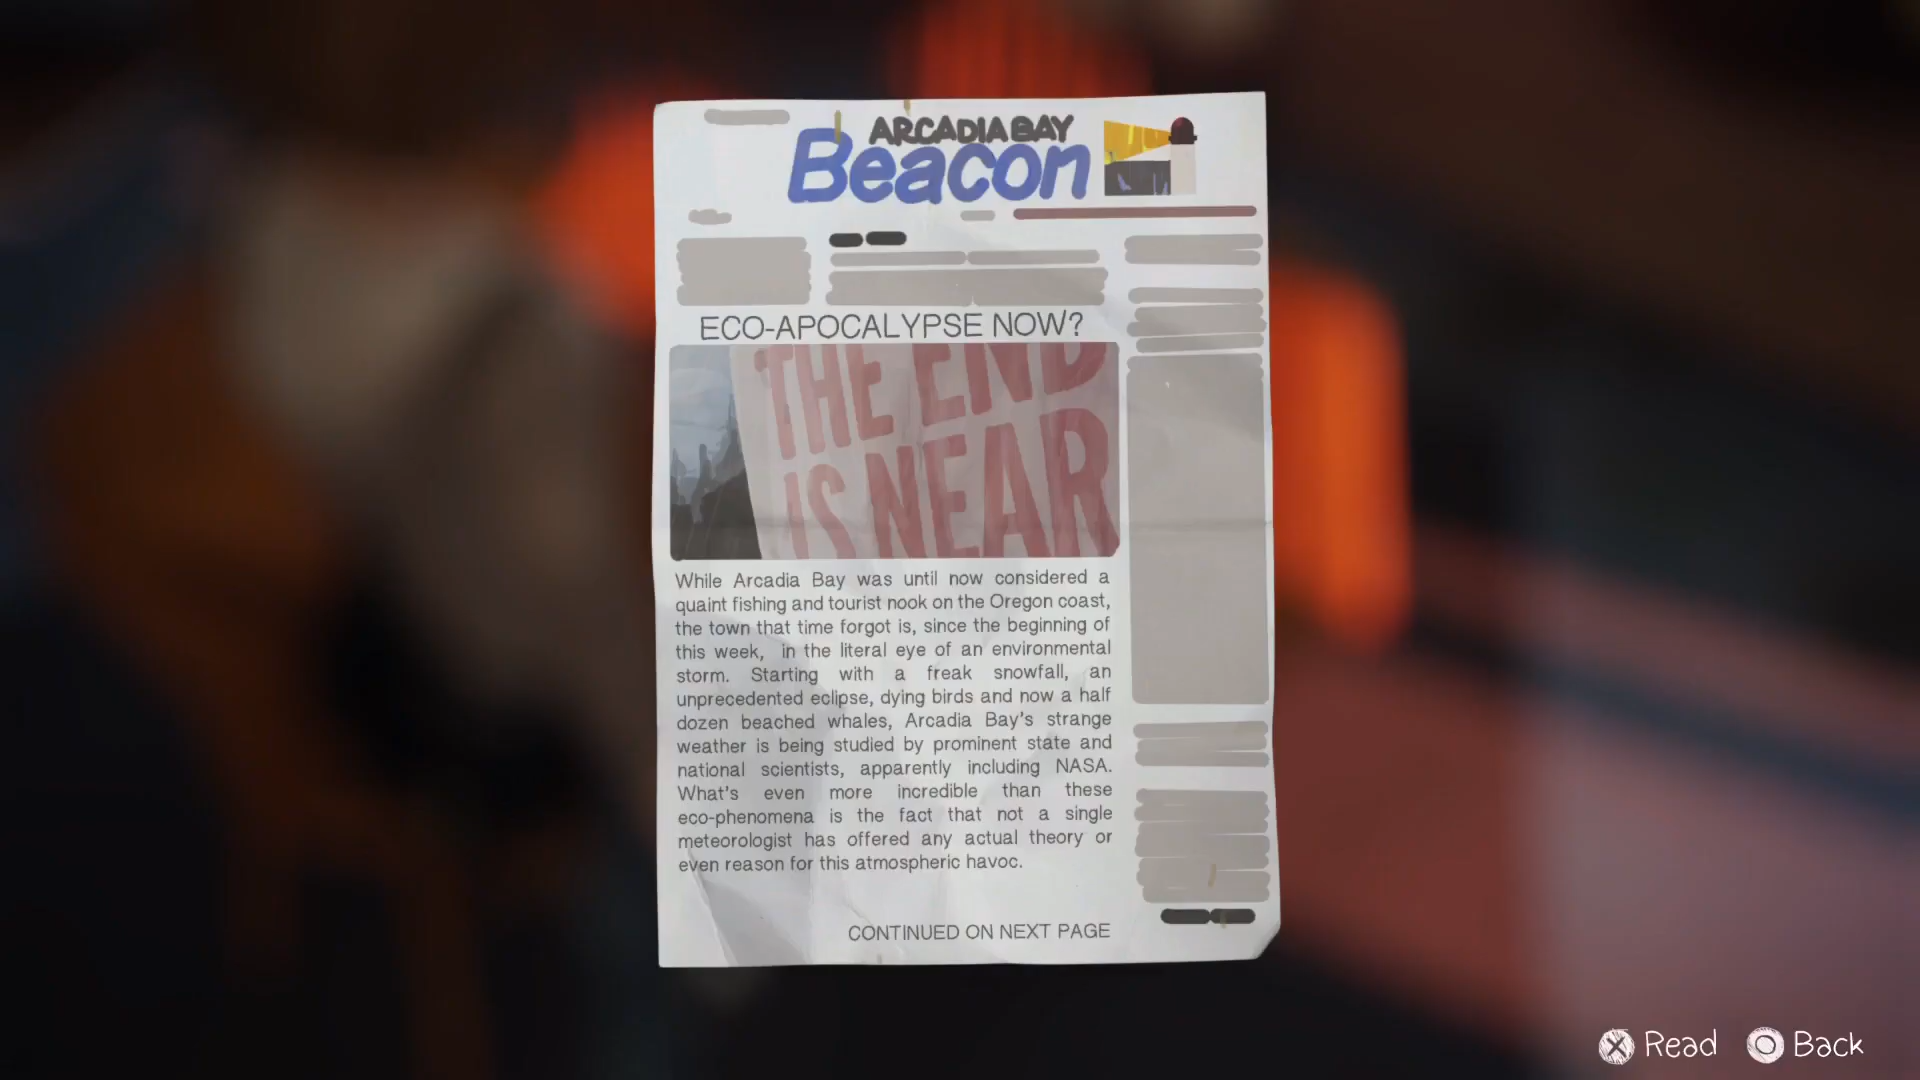 ARCADIA BAY
Beacon
ECO-APOCALYPSE NOW?
THE END
IS NEAR
While Arcadia Bay was until now considered a
quaint fishing and tourist nook on the Oregon coast,
the town that time forgot is, since the beginning of
this week, in the literal eye of an environmental
storm. Starting with a freak snowfall, an
unprecedented eclipse, dying birds and now a half
dozen beached whales, Arcadia Bay's strange
weather is being studied by prominent state and
national scientists, apparently including NASA.
What's even more incredible than these
eco-phenomena is the fact that not a single
meteorologist has offered any actual theory or
even reason for this atmospheric havoc.
CONTINUED ON NEXT PAGE
Read
Back